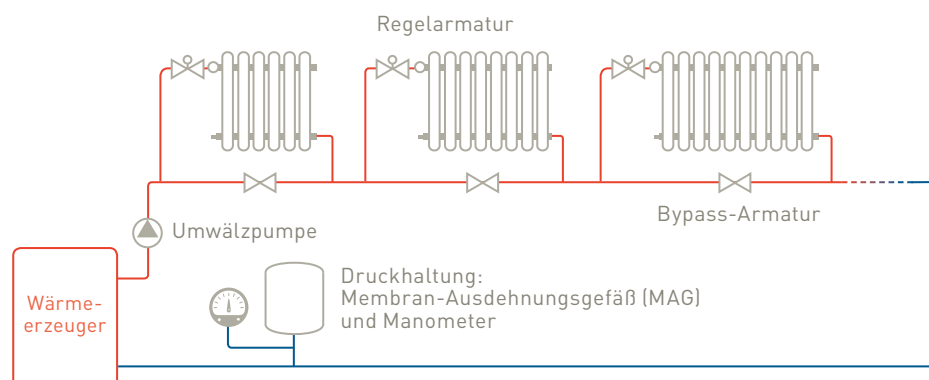 Regelarmatur
Bypass-Armatur
Umwälzpumpe
Druckhaltung:
Membran-Ausdehnungsgefäß (MAG)
und Manometer
Wärme-
erzeuger